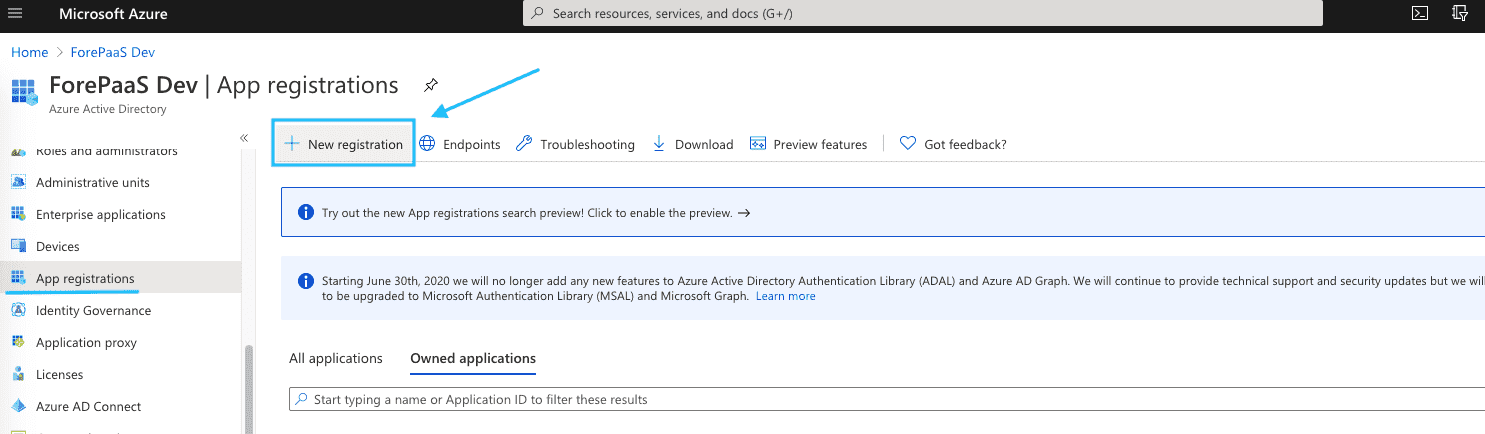 Microsoft Azure
Search resources, services, and docs (G+/)
Home > ForePaaS Dev
ForePaaS Dev | App registrations
Azure Active Directory
«
New registration
Endpoints
Troubleshooting
Download
Preview features
Got feedback?
Roles and administrators
Administrative units
Enterprise applications
Devices
App registrations
Identity Governance
Application proxy
Licenses
Azure AD Connect
Try out the new App registrations search preview! Click to enable the preview. →
Starting June 30th, 2020 we will no longer add any new features to Azure Active Directory Authentication Library (ADAL) and Azure AD Graph. We will continue to provide technical support and security updates but we will
to be upgraded to Microsoft Authentication Library (MSAL) and Microsoft Graph. Learn more
All applications
Owned applications
Start typing a name or Application ID to filter these results